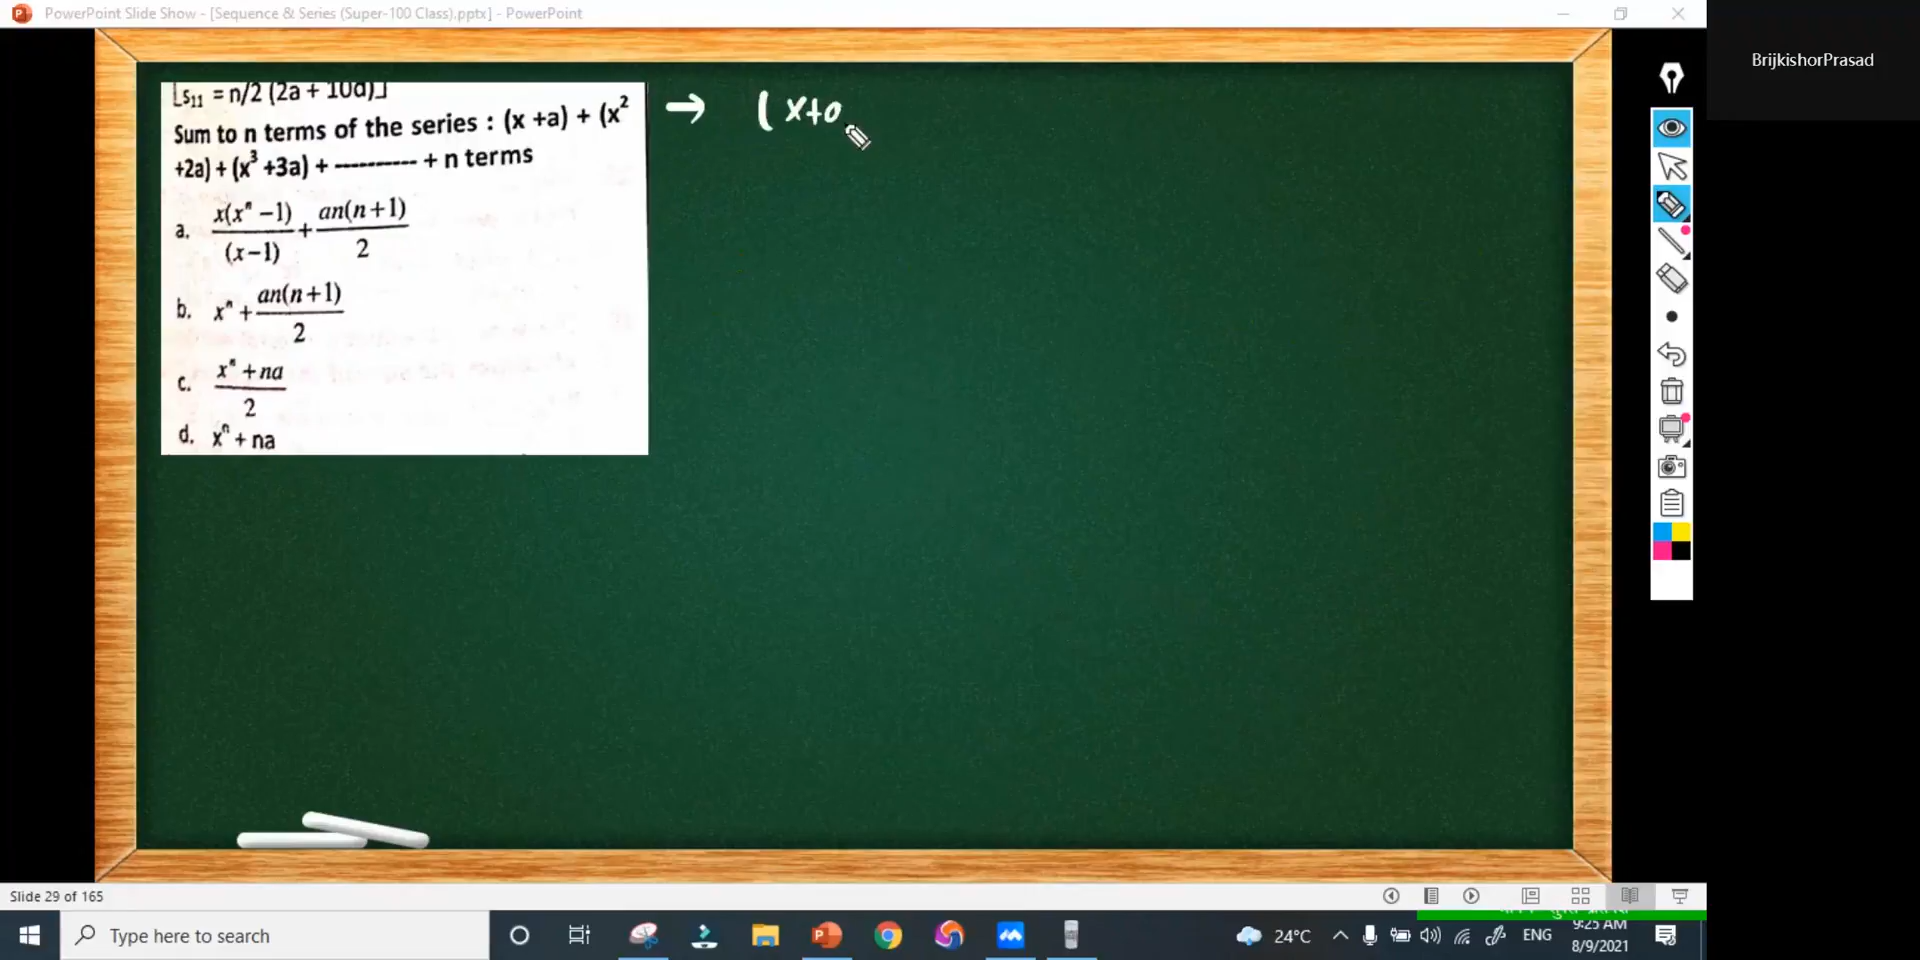 PowerPoint Slide Show - [Sequence & Series (Super-100 Class).pptx] - PowerPoint
BrijkishorPrasad
[S₁₁ = n/2 (2a + 10d)]
Sum to n terms of the series : (x +a) + (x²
+2a) + (x³ +3a) + ---------- + n terms
a. x(xⁿ −1)/(x−1) + an(n+1)/2
b. xⁿ + an(n+1)/2
c. xⁿ + na/2
d. xⁿ + na
→ ( x+a
Slide 29 of 165
Type here to search
24°C
ENG
9:25 AM
8/9/2021